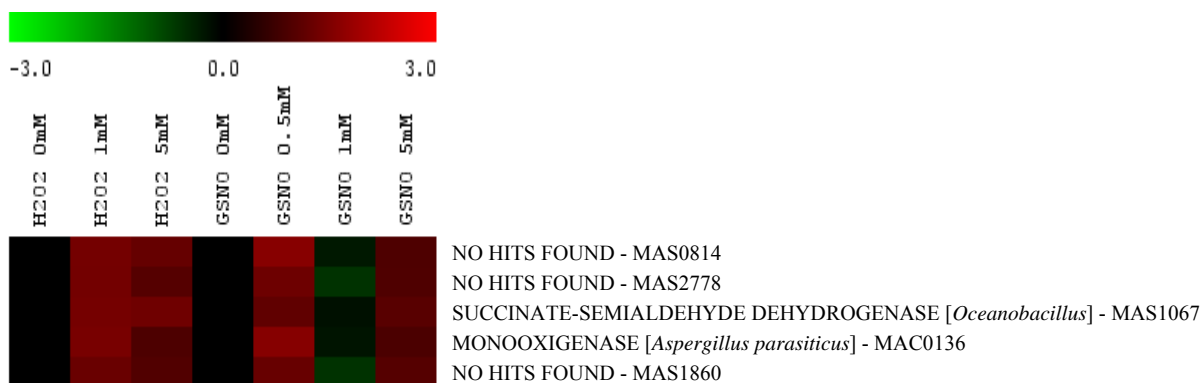 -3.0 0.0 3.0
H2O2 0mM
H2O2 1mM
H2O2 5mM
GSNO 0mM
GSNO 0.5mM
GSNO 1mM
GSNO 5mM
NO HITS FOUND - MAS0814
NO HITS FOUND - MAS2778
SUCCINATE-SEMIALDEHYDE DEHYDROGENASE [Oceanobacillus] - MAS1067
MONOOXIGENASE [Aspergillus parasiticus] - MAC0136
NO HITS FOUND - MAS1860